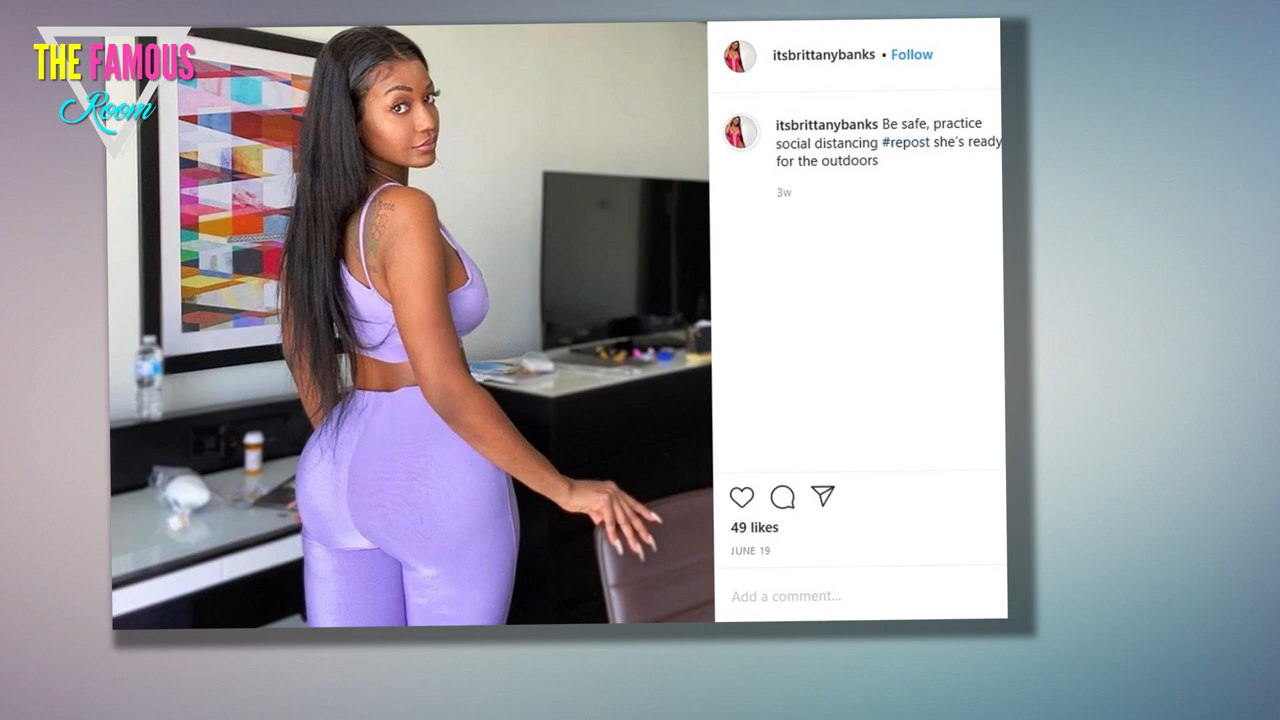 THE FAMOUS
Room
itsbrittanybanks • Follow
itsbrittanybanks Be safe, practice
social distancing #repost she's ready
for the outdoors
3w
49 likes
JUNE 19
Add a comment...